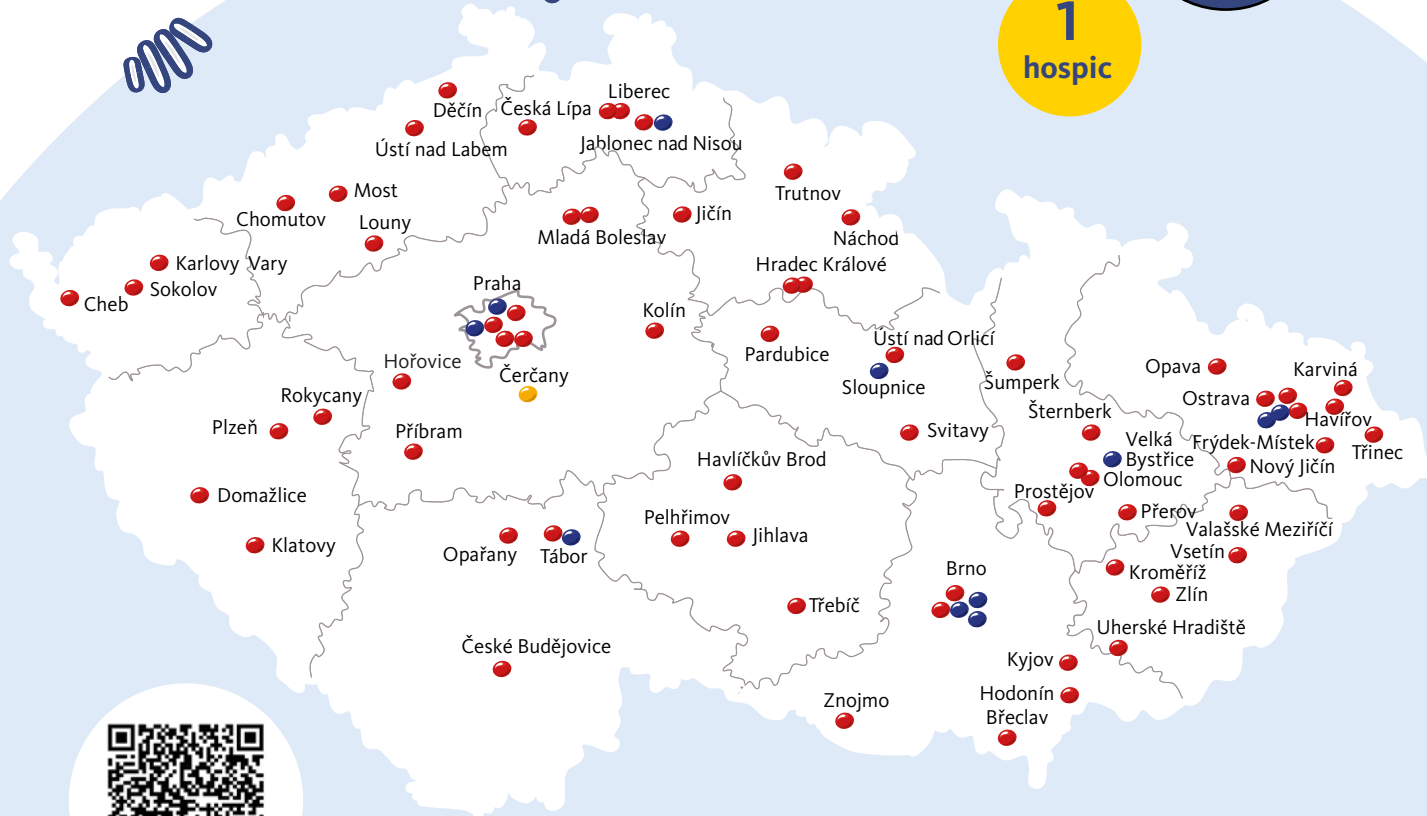 1
hospic
Liberec
Děčín
Česká Lípa
Ústí nad Labem
Jablonec nad Nisou
Most
Trutnov
Chomutov
Louny
Jičín
Mladá Boleslav
Náchod
Karlovy Vary
Hradec Králové
Sokolov
Cheb
Praha
Kolín
Ústí nad Orlicí
Pardubice
Hořovice
Čerčany
Sloupnice
Šumperk
Opava
Karviná
Rokycany
Ostrava
Havířov
Šternberk
Plzeň
Příbram
Svitavy
Velká
Bystřice
Frýdek-Místek
Třinec
Havlíčkův Brod
Nový Jičín
Olomouc
Domažlice
Prostějov
Přerov
Pelhřimov
Valašské Meziříčí
Jihlava
Klatovy
Opařany
Tábor
Vsetín
Brno
Kroměříž
Zlín
Třebíč
Uherské Hradiště
České Budějovice
Kyjov
Hodonín
Znojmo
Břeclav